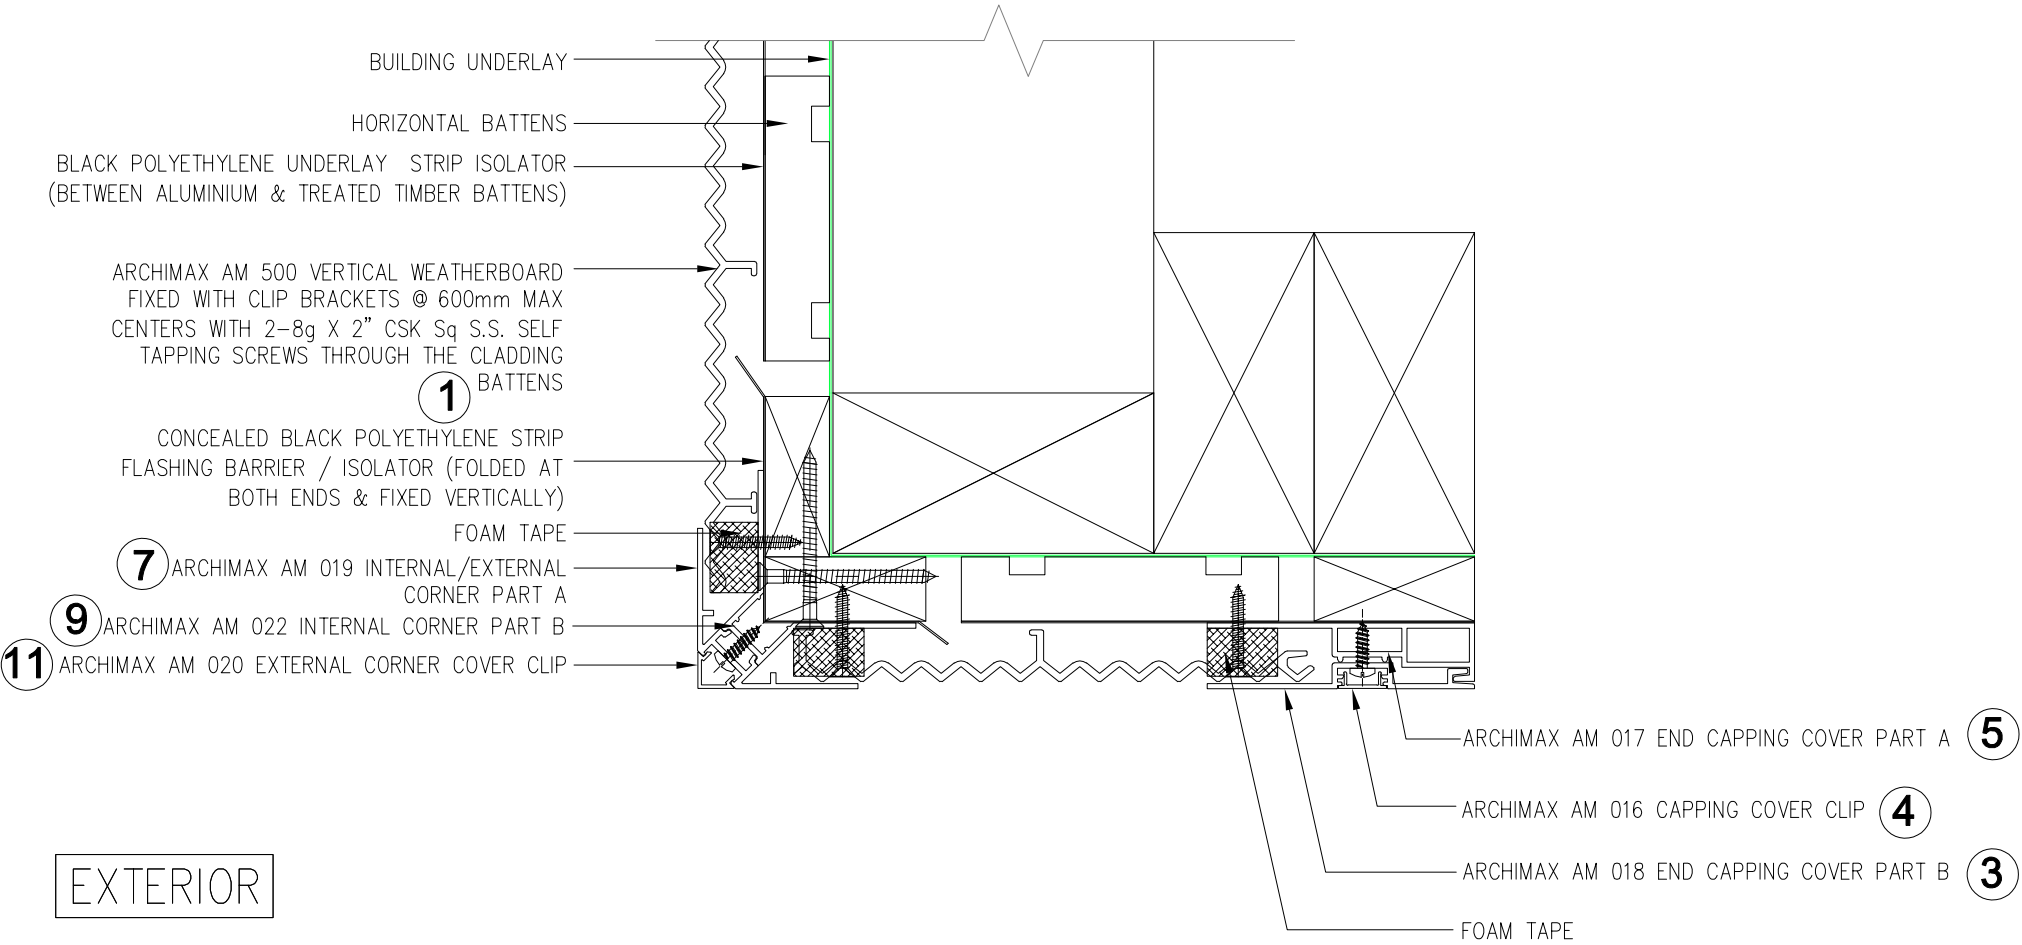 BUILDING UNDERLAY
HORIZONTAL BATTENS
BLACK POLYETHYLENE UNDERLAY STRIP ISOLATOR
(BETWEEN ALUMINIUM & TREATED TIMBER BATTENS)
ARCHIMAX AM 500 VERTICAL WEATHERBOARD
FIXED WITH CLIP BRACKETS @ 600mm MAX
CENTERS WITH 2-8g X 2" CSK Sq S.S. SELF
TAPPING SCREWS THROUGH THE CLADDING
BATTENS
1
CONCEALED BLACK POLYETHYLENE STRIP
FLASHING BARRIER / ISOLATOR (FOLDED AT
BOTH ENDS & FIXED VERTICALLY)
FOAM TAPE
7 ARCHIMAX AM 019 INTERNAL/EXTERNAL
CORNER PART A
9 ARCHIMAX AM 022 INTERNAL CORNER PART B
11 ARCHIMAX AM 020 EXTERNAL CORNER COVER CLIP
ARCHIMAX AM 017 END CAPPING COVER PART A 5
ARCHIMAX AM 016 CAPPING COVER CLIP 4
ARCHIMAX AM 018 END CAPPING COVER PART B 3
FOAM TAPE
EXTERIOR